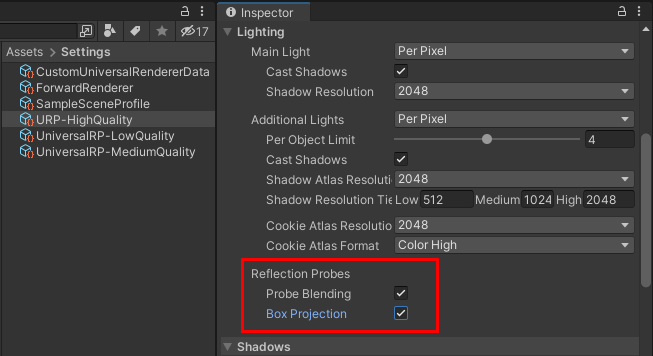 17
Assets > Settings
CustomUniversalRendererData
ForwardRenderer
SampleSceneProfile
URP-HighQuality
UniversalRP-LowQuality
UniversalRP-MediumQuality
Inspector
Lighting
Main Light Per Pixel
Cast Shadows
Shadow Resolution 2048
Additional Lights Per Pixel
Per Object Limit 4
Cast Shadows
Shadow Atlas Resoluti 2048
Shadow Resolution Tie Low 512 Medium 1024 High 2048
Cookie Atlas Resolutio 2048
Cookie Atlas Format Color High
Reflection Probes
Probe Blending
Box Projection
Shadows